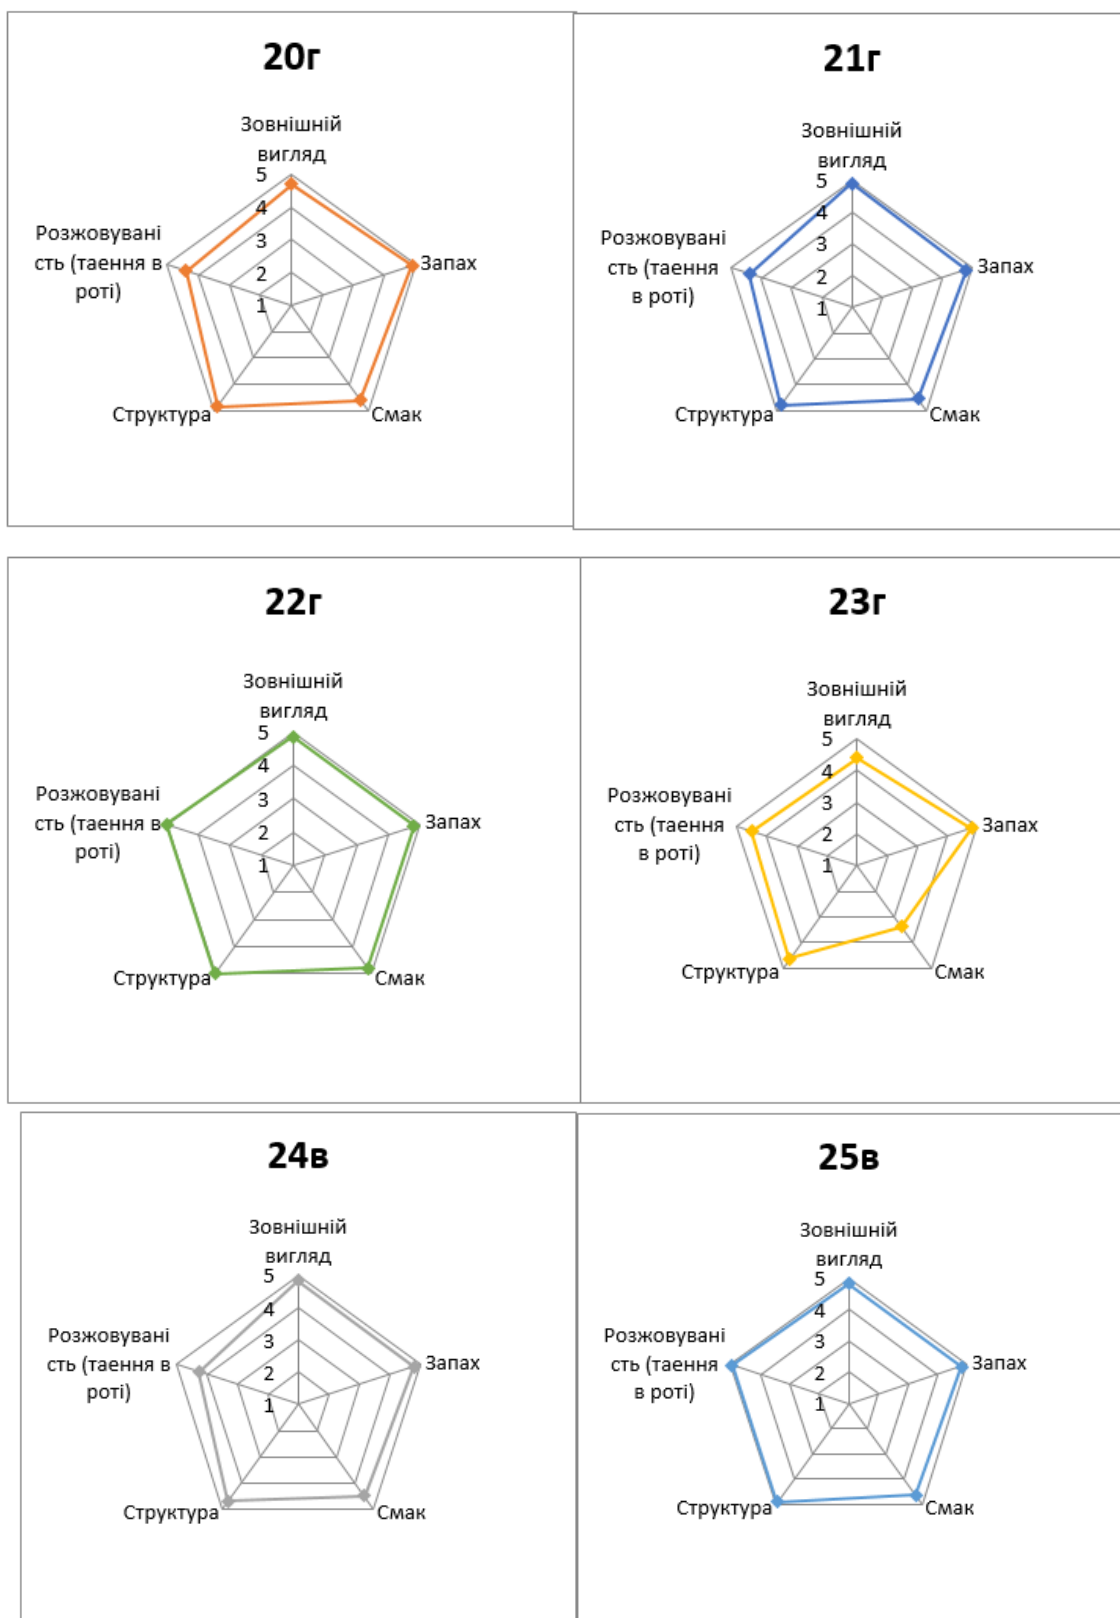 20г
Зовнішній
вигляд
5
4
3
2
1
Запах
Смак
Структура
Розжовувані
сть (таення в
роті)
21г
Зовнішній
вигляд
5
4
3
2
1
Запах
Смак
Структура
Розжовувані
сть (таення
в роті)
22г
Зовнішній
вигляд
5
4
3
2
1
Запах
Смак
Структура
Розжовувані
сть (таення в
роті)
23г
Зовнішній
вигляд
5
4
3
2
1
Запах
Смак
Структура
Розжовувані
сть (таення
в роті)
24в
Зовнішній
вигляд
5
4
3
2
1
Запах
Смак
Структура
Розжовувані
сть (таення в
роті)
25в
Зовнішній
вигляд
5
4
3
2
1
Запах
Смак
Структура
Розжовувані
сть (таення
в роті)